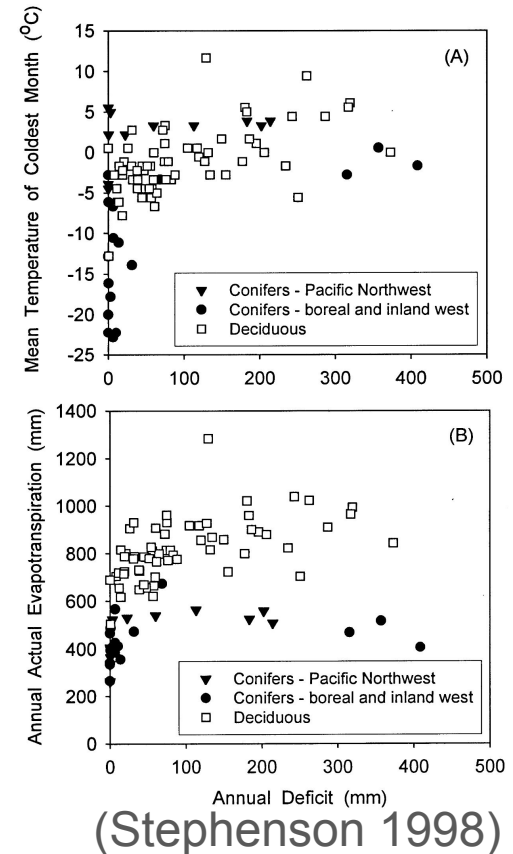 15
10
5
0
-5
-10
-15
-20
-25
Mean Temperature of Coldest Month (⁰C)
(A)
Conifers - Pacific Northwest
Conifers - boreal and inland west
Deciduous
0 100 200 300 400 500
1400
1200
1000
800
600
400
200
0
Annual Actual Evapotranspiration (mm)
(B)
Conifers - Pacific Northwest
Conifers - boreal and inland west
Deciduous
0 100 200 300 400 500
Annual Deficit (mm)
(Stephenson 1998)